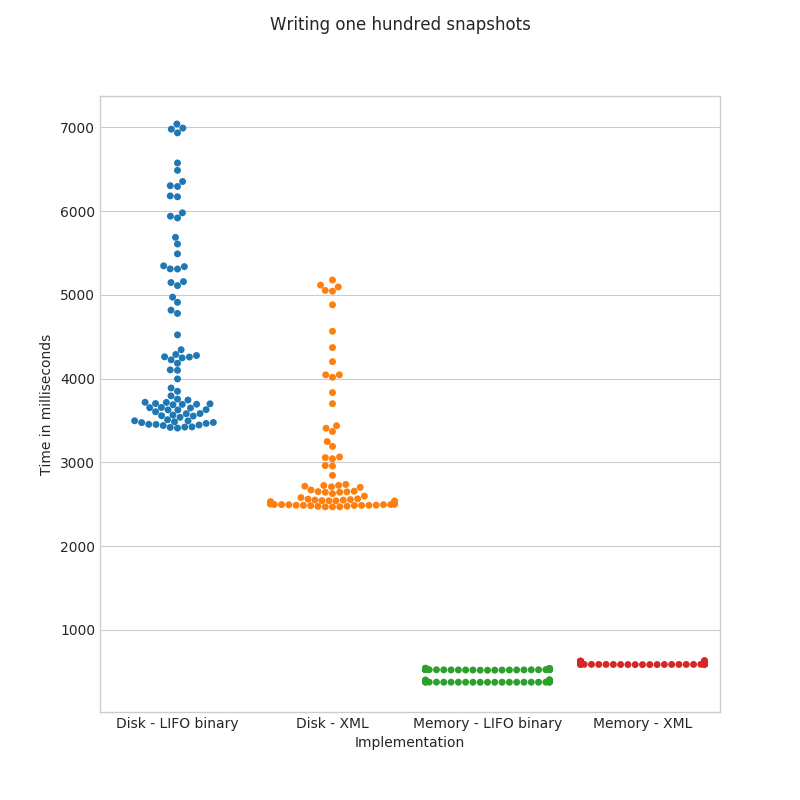 Writing one hundred snapshots
7000
6000
5000
4000
3000
2000
1000
Time in milliseconds
Disk - LIFO binary
Disk - XML
Memory - LIFO binary
Memory - XML
Implementation